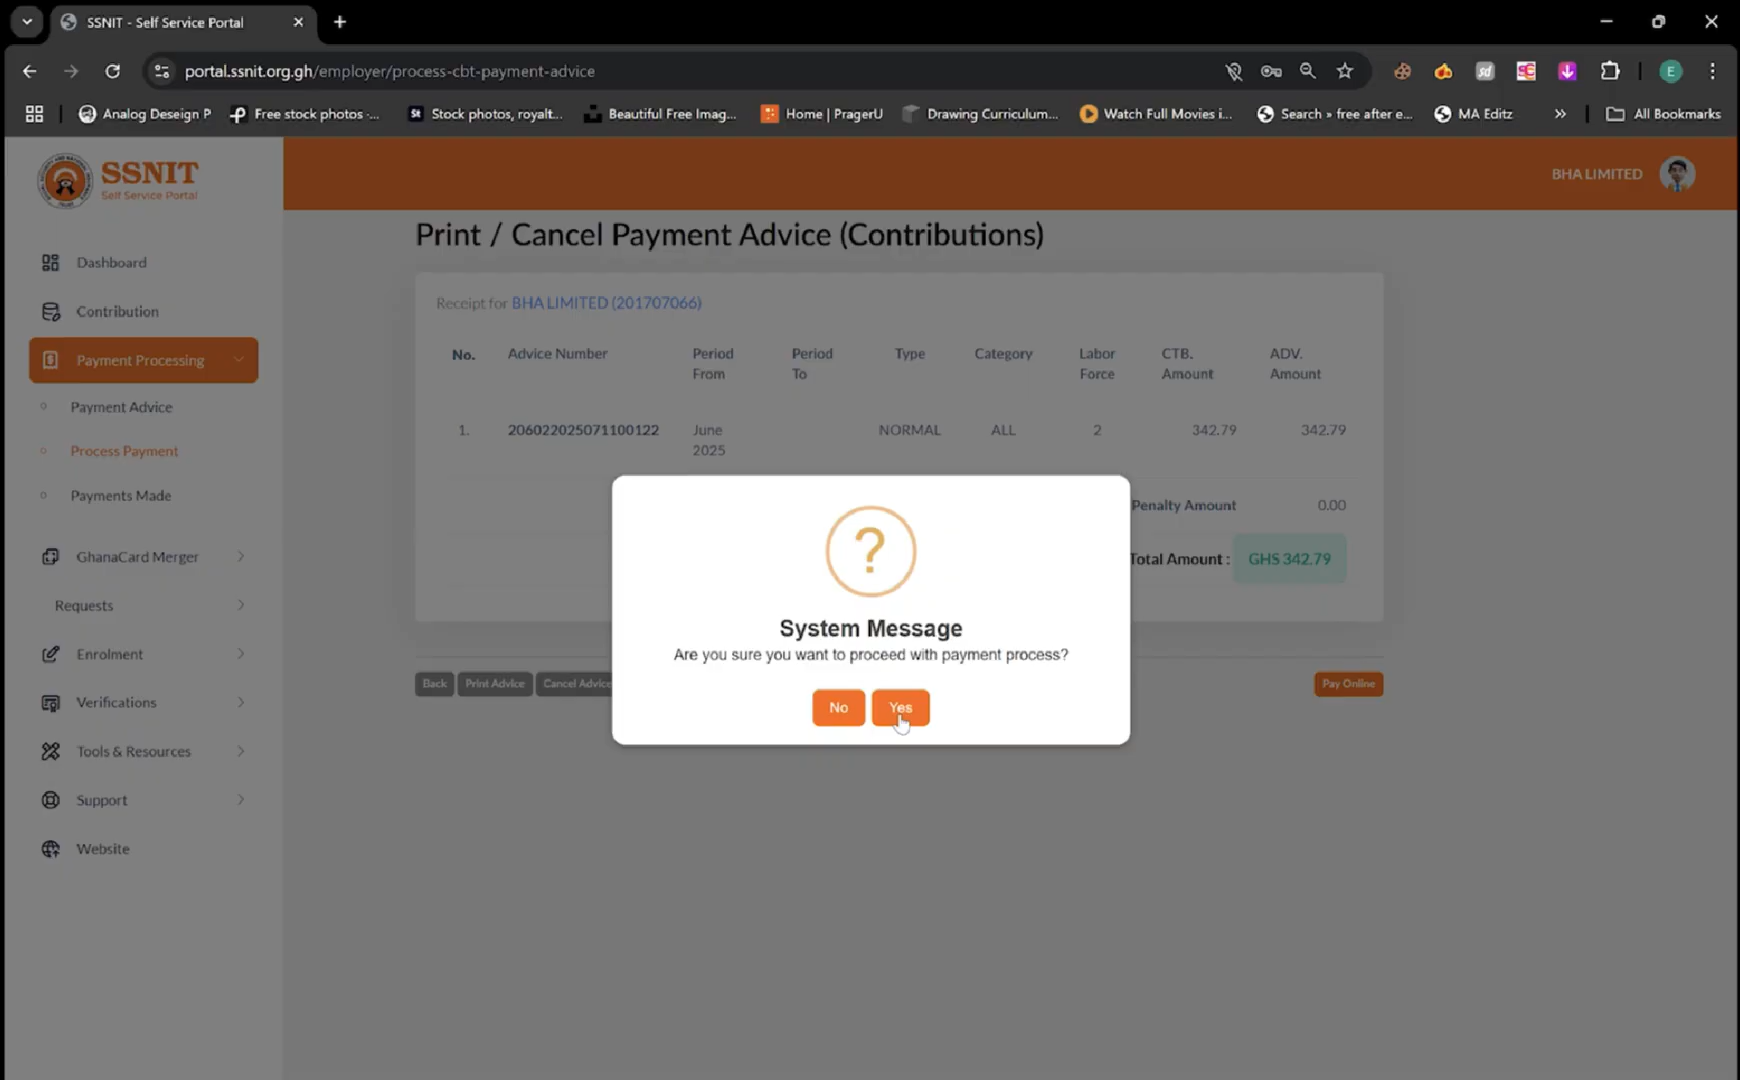 SSNIT - Self Service Portal
portal.ssnit.org.gh/employer/process-cbt-payment-advice
sd
E
Analog Deseign P
Free stock photos -...
St
Stock photos, royalt...
Beautiful Free Imag...
Home | PragerU
Drawing Curriculum...
Watch Full Movies i...
Search » free after e...
MA Editz
All Bookmarks
SSNIT
Self Service Portal
BHA LIMITED
Dashboard
Contribution
Payment Processing
Payment Advice
Process Payment
Payments Made
GhanaCard Merger
Requests
Enrolment
Verifications
Tools & Resources
Support
Website
Print / Cancel Payment Advice (Contributions)
Receipt for BHA LIMITED (201707066)
No. Advice Number Period From Period To Type Category Labor Force CTB. Amount ADV. Amount
1. 206022025071100122 June 2025 NORMAL ALL 2 342.79 342.79
Penalty Amount 0.00
Total Amount : GHS 342.79
Back Print Advice Cancel Advice Pay Online
?
System Message
Are you sure you want to proceed with payment process?
No Yes